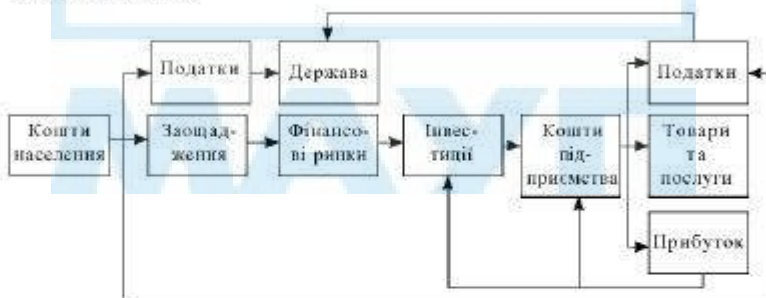 Податки
Держава
Податки
Кошти
населення
Заощад-
ження
Фінансо-
ві ринки
Інвес-
тиції
Кошти
під-
приємства
Товари
та
послуги
Прибуток
МАУП